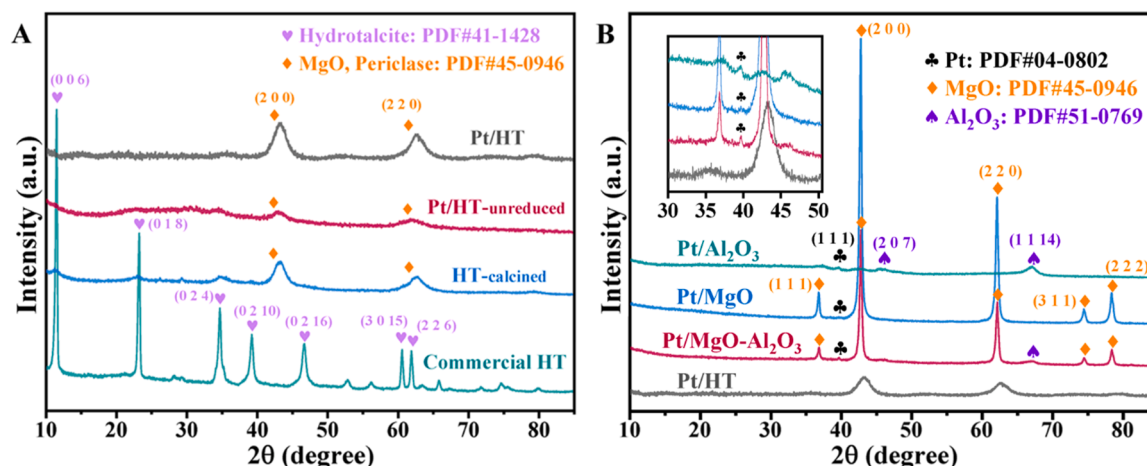 A
♥ Hydrotalcite: PDF#41-1428
♦ MgO, Periclase: PDF#45-0946
(0 0 6)
(2 0 0)
(2 2 0)
Pt/HT
Pt/HT-unreduced
(0 1 8)
HT-calcined
(0 2 4)
(0 2 10)
(0 2 16)
(3 0 15)
(2 2 6)
Commercial HT
Intensity (a.u.)
10 20 30 40 50 60 70 80
2θ (degree)
B
(2 0 0)
♣ Pt: PDF#04-0802
♦ MgO: PDF#45-0946
♠ Al₂O₃: PDF#51-0769
30 35 40 45 50
(2 2 0)
Pt/Al₂O₃
(1 1 1)
(2 0 7)
(1 1 14)
(2 2 2)
Pt/MgO
(1 1 1)
(3 1 1)
Pt/MgO-Al₂O₃
Pt/HT
Intensity (a.u.)
10 20 30 40 50 60 70 80
2θ (degree)